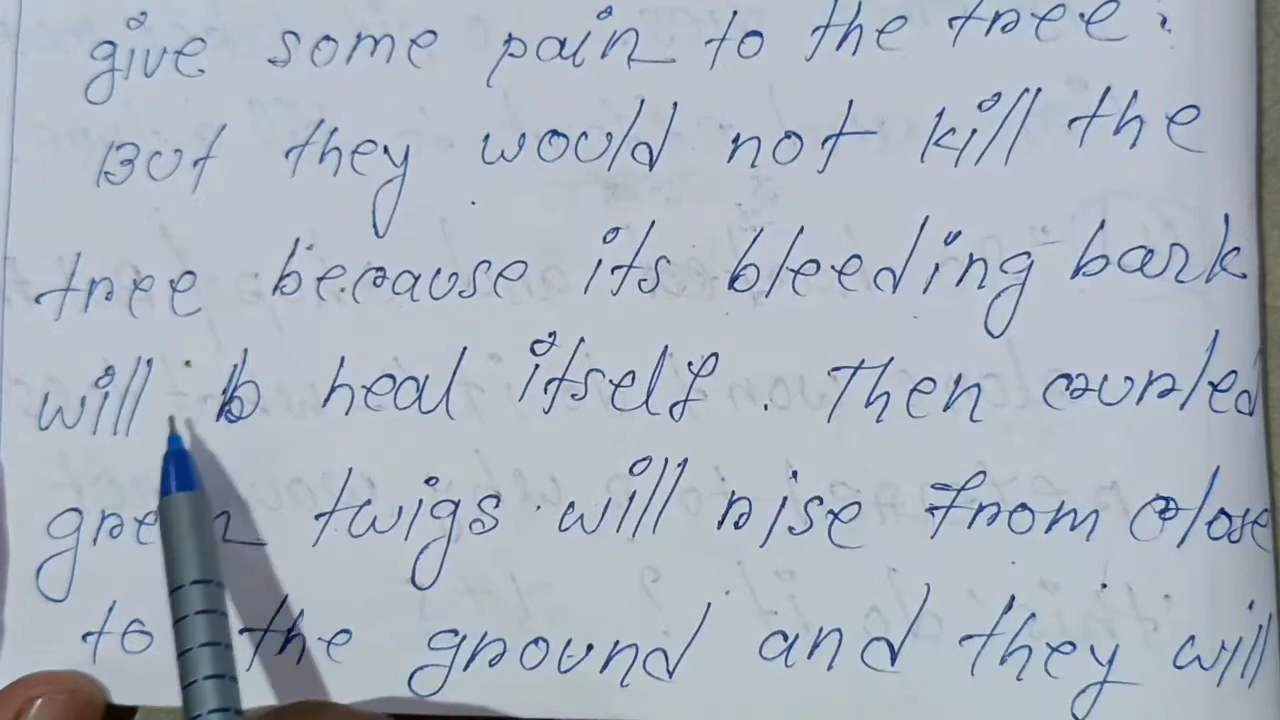 give some pain to the tree.
But they would not kill the
tree because its bleeding bark
will b heal itself. Then curled
green twigs will rise from close
to the ground and they will